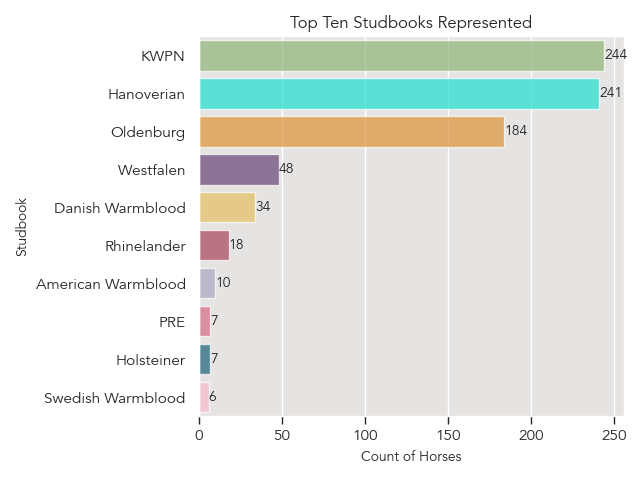 Top Ten Studbooks Represented
Studbook
KWPN 244
Hanoverian 241
Oldenburg 184
Westfalen 48
Danish Warmblood 34
Rhinelander 18
American Warmblood 10
PRE 7
Holsteiner 7
Swedish Warmblood 6
0 50 100 150 200 250
Count of Horses